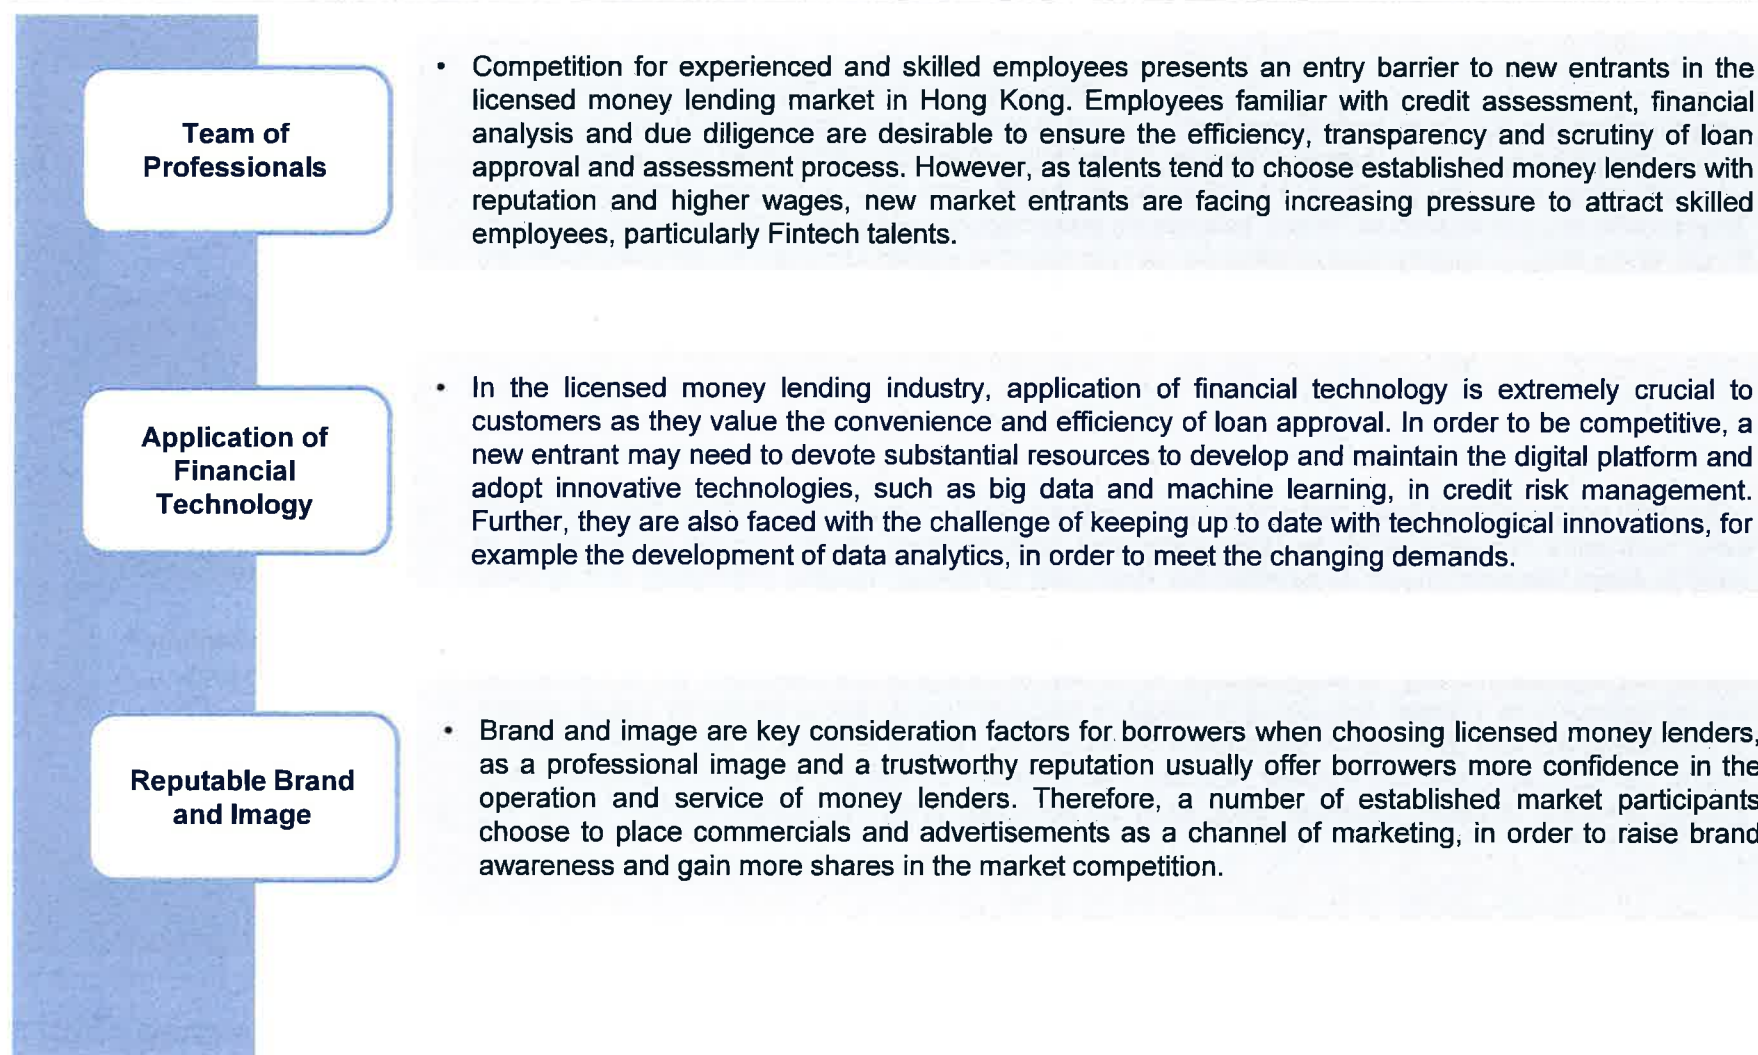 Team of
Professionals
• Competition for experienced and skilled employees presents an entry barrier to new entrants in the
licensed money lending market in Hong Kong. Employees familiar with credit assessment, financial
analysis and due diligence are desirable to ensure the efficiency, transparency and scrutiny of loan
approval and assessment process. However, as talents tend to choose established money lenders with
reputation and higher wages, new market entrants are facing increasing pressure to attract skilled
employees, particularly Fintech talents.
Application of
Financial
Technology
• In the licensed money lending industry, application of financial technology is extremely crucial to
customers as they value the convenience and efficiency of loan approval. In order to be competitive, a
new entrant may need to devote substantial resources to develop and maintain the digital platform and
adopt innovative technologies, such as big data and machine learning, in credit risk management.
Further, they are also faced with the challenge of keeping up to date with technological innovations, for
example the development of data analytics, in order to meet the changing demands.
Reputable Brand
and Image
• Brand and image are key consideration factors for borrowers when choosing licensed money lenders,
as a professional image and a trustworthy reputation usually offer borrowers more confidence in the
operation and service of money lenders. Therefore, a number of established market participants
choose to place commercials and advertisements as a channel of marketing, in order to raise brand
awareness and gain more shares in the market competition.